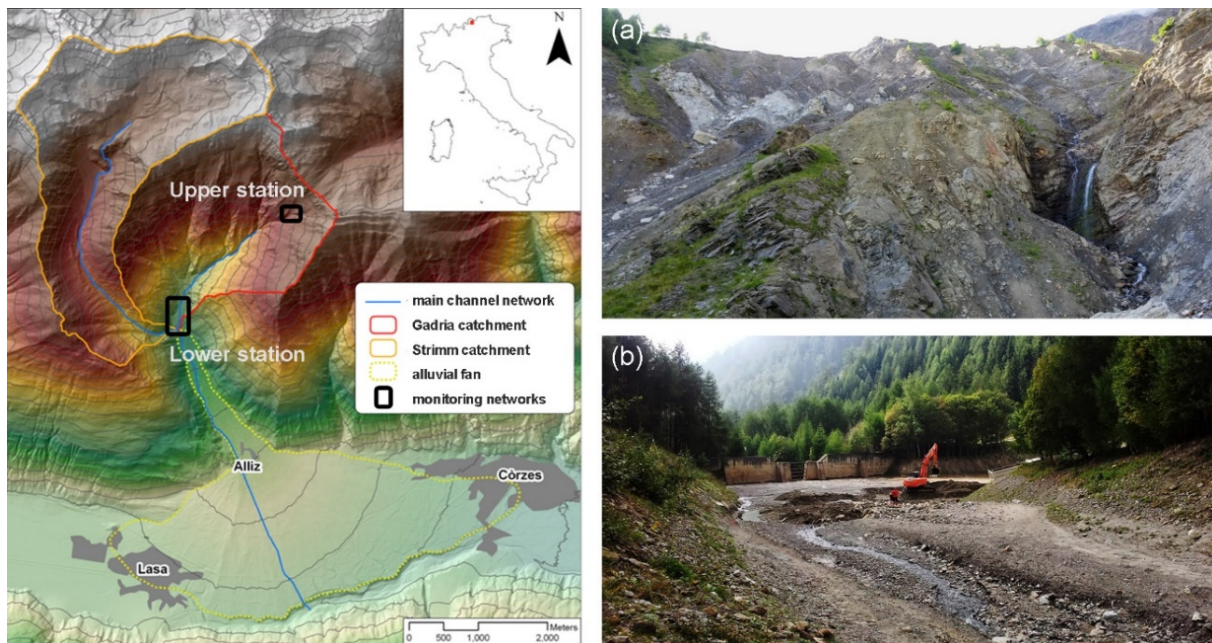 N
Upper station
main channel network
Gadria catchment
Strimm catchment
alluvial fan
monitoring networks
Lower station
Alliz
Còrzes
Lasa
Meters
0 500 1,000 2,000
(a)
(b)